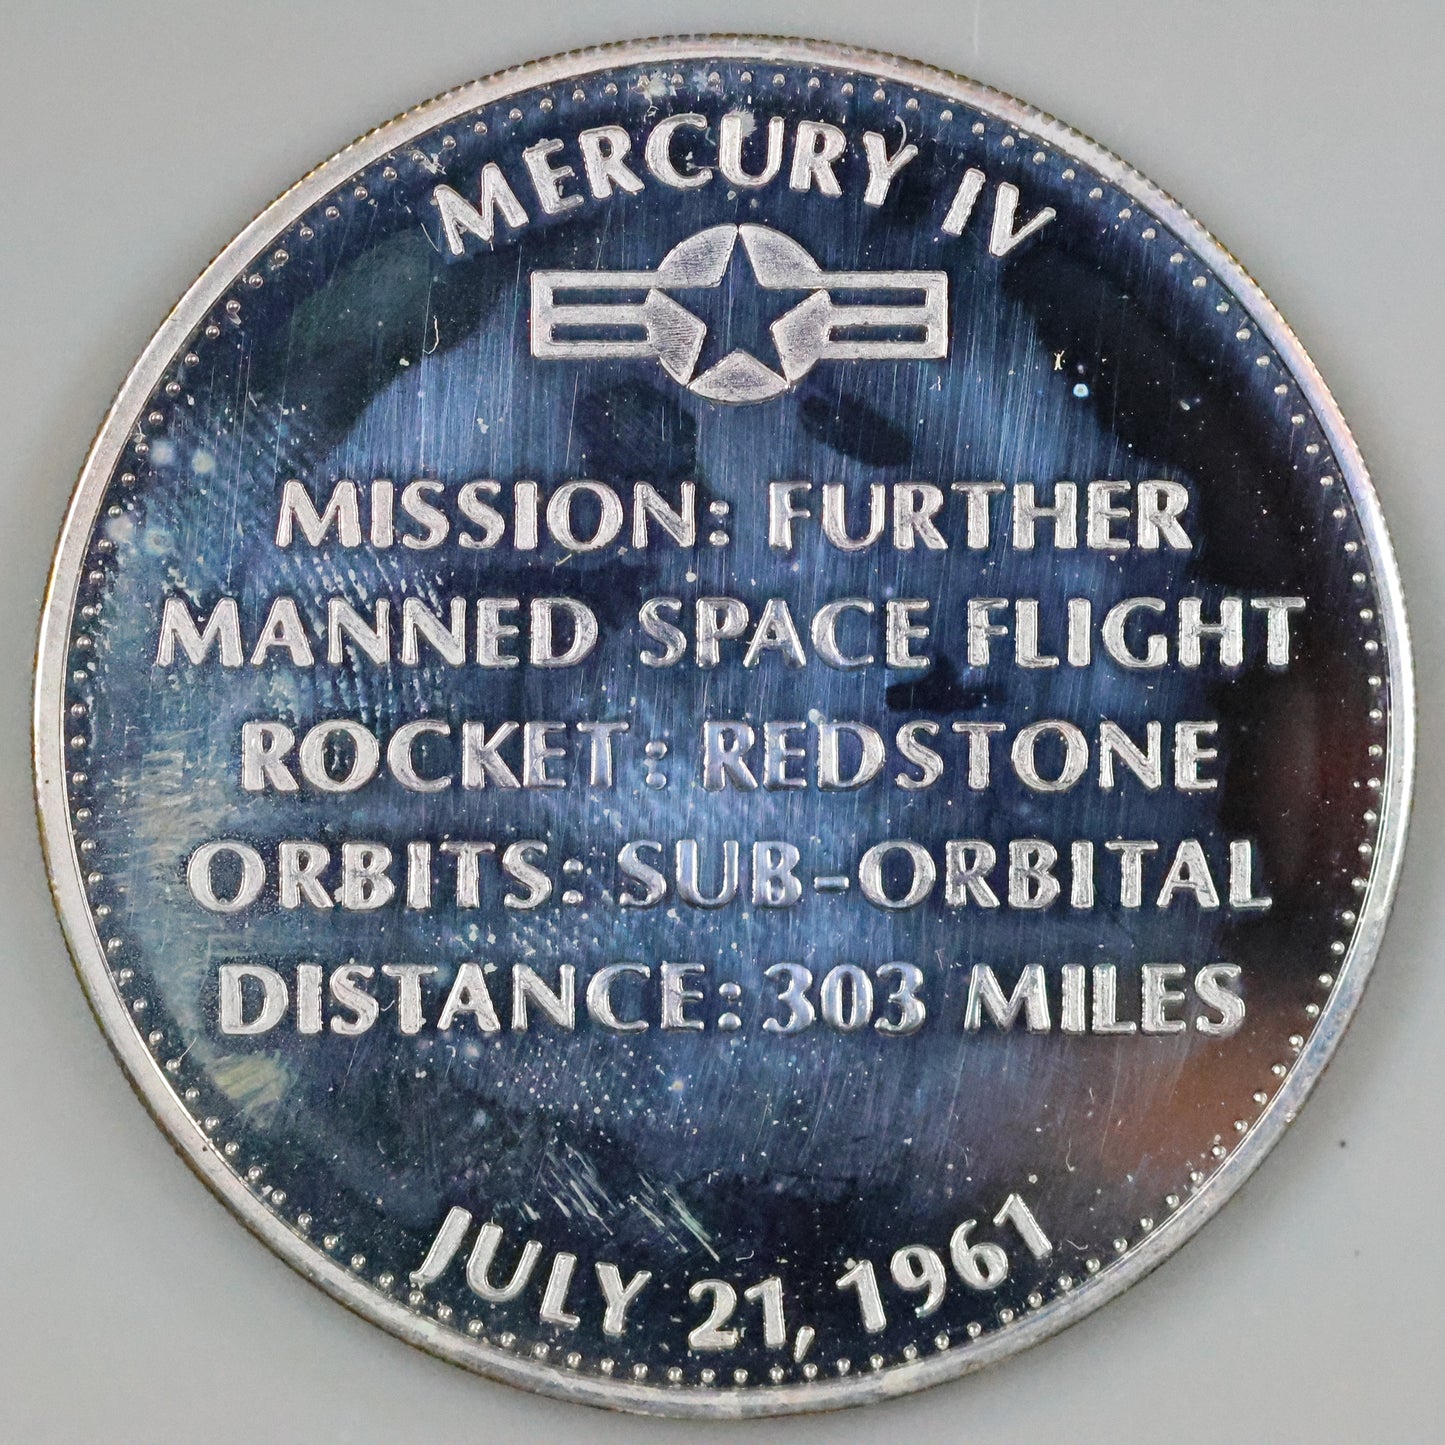 MERCURY IV
MISSION: FURTHER
MANNED SPACE FLIGHT
ROCKET: REDSTONE
ORBITS: SUB-ORBITAL
DISTANCE: 303 MILES
JULY 21, 1961